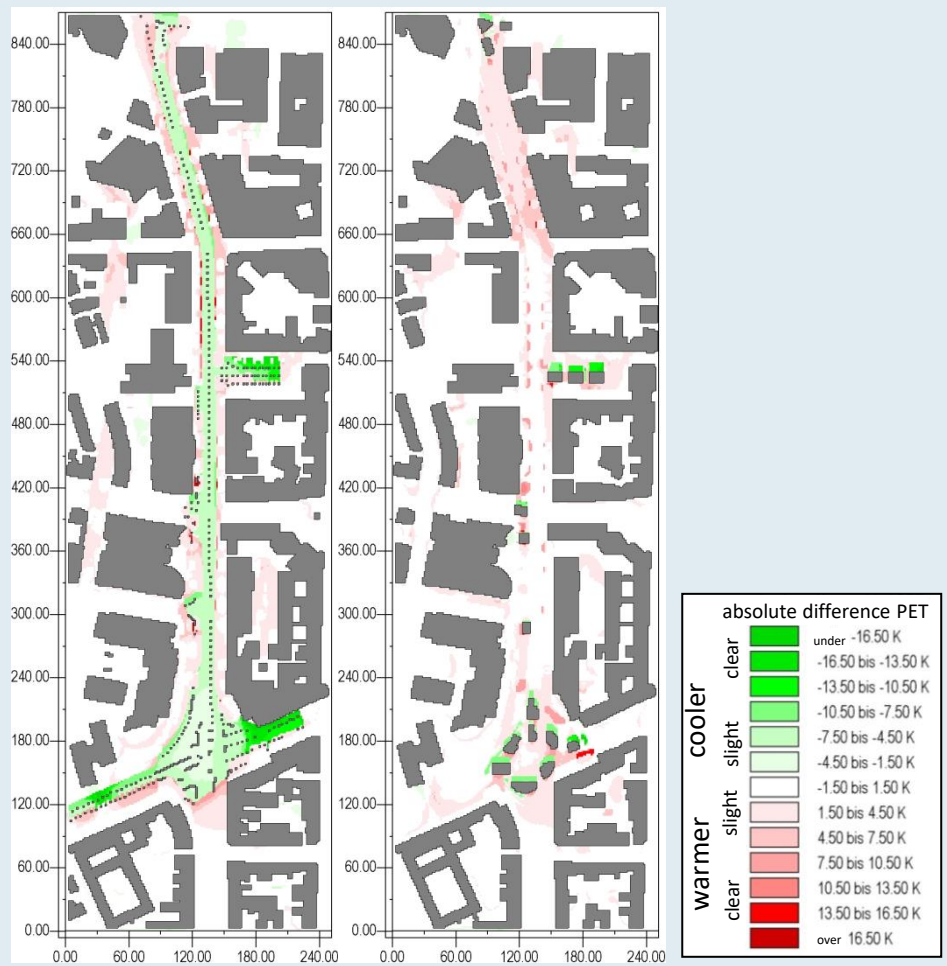 840.00 840.00
780.00 780.00
720.00 720.00
660.00 660.00
600.00 600.00
540.00 540.00
480.00 480.00
420.00 420.00
360.00 360.00
300.00 300.00
240.00 240.00
180.00 180.00
120.00 120.00
60.00 60.00
0.00 0.00
0.00 60.00 120.00 180.00 240.00 0.00 60.00 120.00 180.00 240.00
absolute difference PET
under -16.50 K
-16.50 bis -13.50 K
-13.50 bis -10.50 K
-10.50 bis -7.50 K
-7.50 bis -4.50 K
-4.50 bis -1.50 K
-1.50 bis 1.50 K
1.50 bis 4.50 K
4.50 bis 7.50 K
7.50 bis 10.50 K
10.50 bis 13.50 K
13.50 bis 16.50 K
over 16.50 K
cooler
clear
slight
warmer
slight
clear